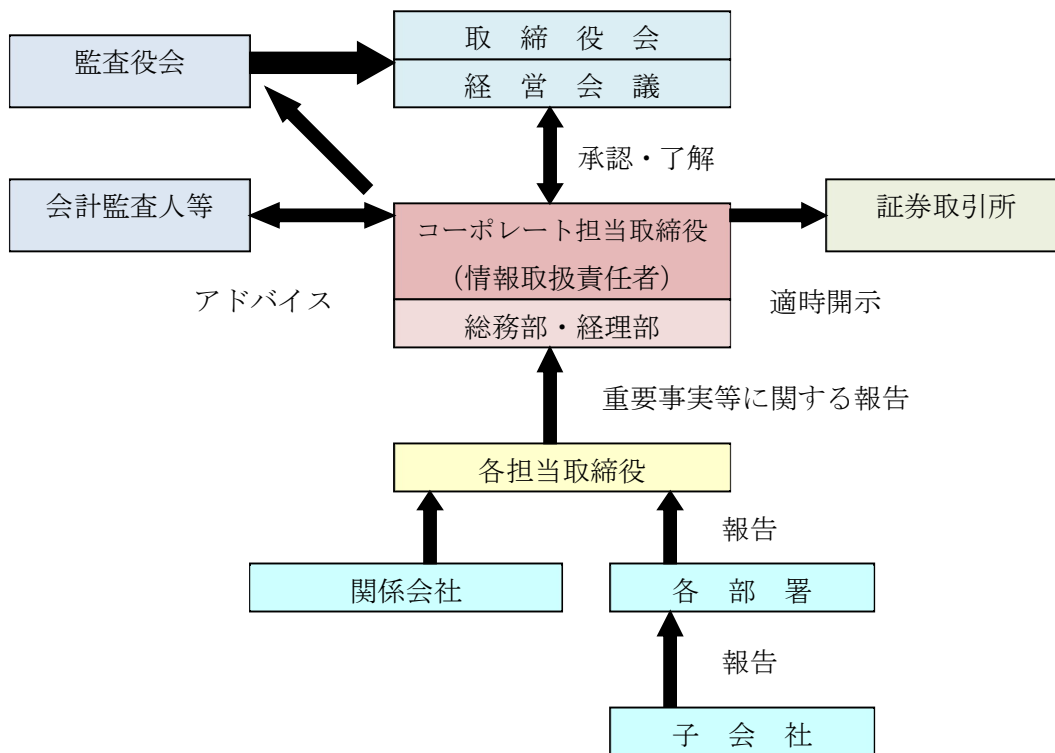 取　締　役　会
監査役会
経　営　会　議
承認・了解
会計監査人等
コーポレート担当取締役
（情報取扱責任者）
証券取引所
アドバイス
適時開示
総務部・経理部
重要事実等に関する報告
各担当取締役
報告
関係会社
各　部　署
報告
子　会　社